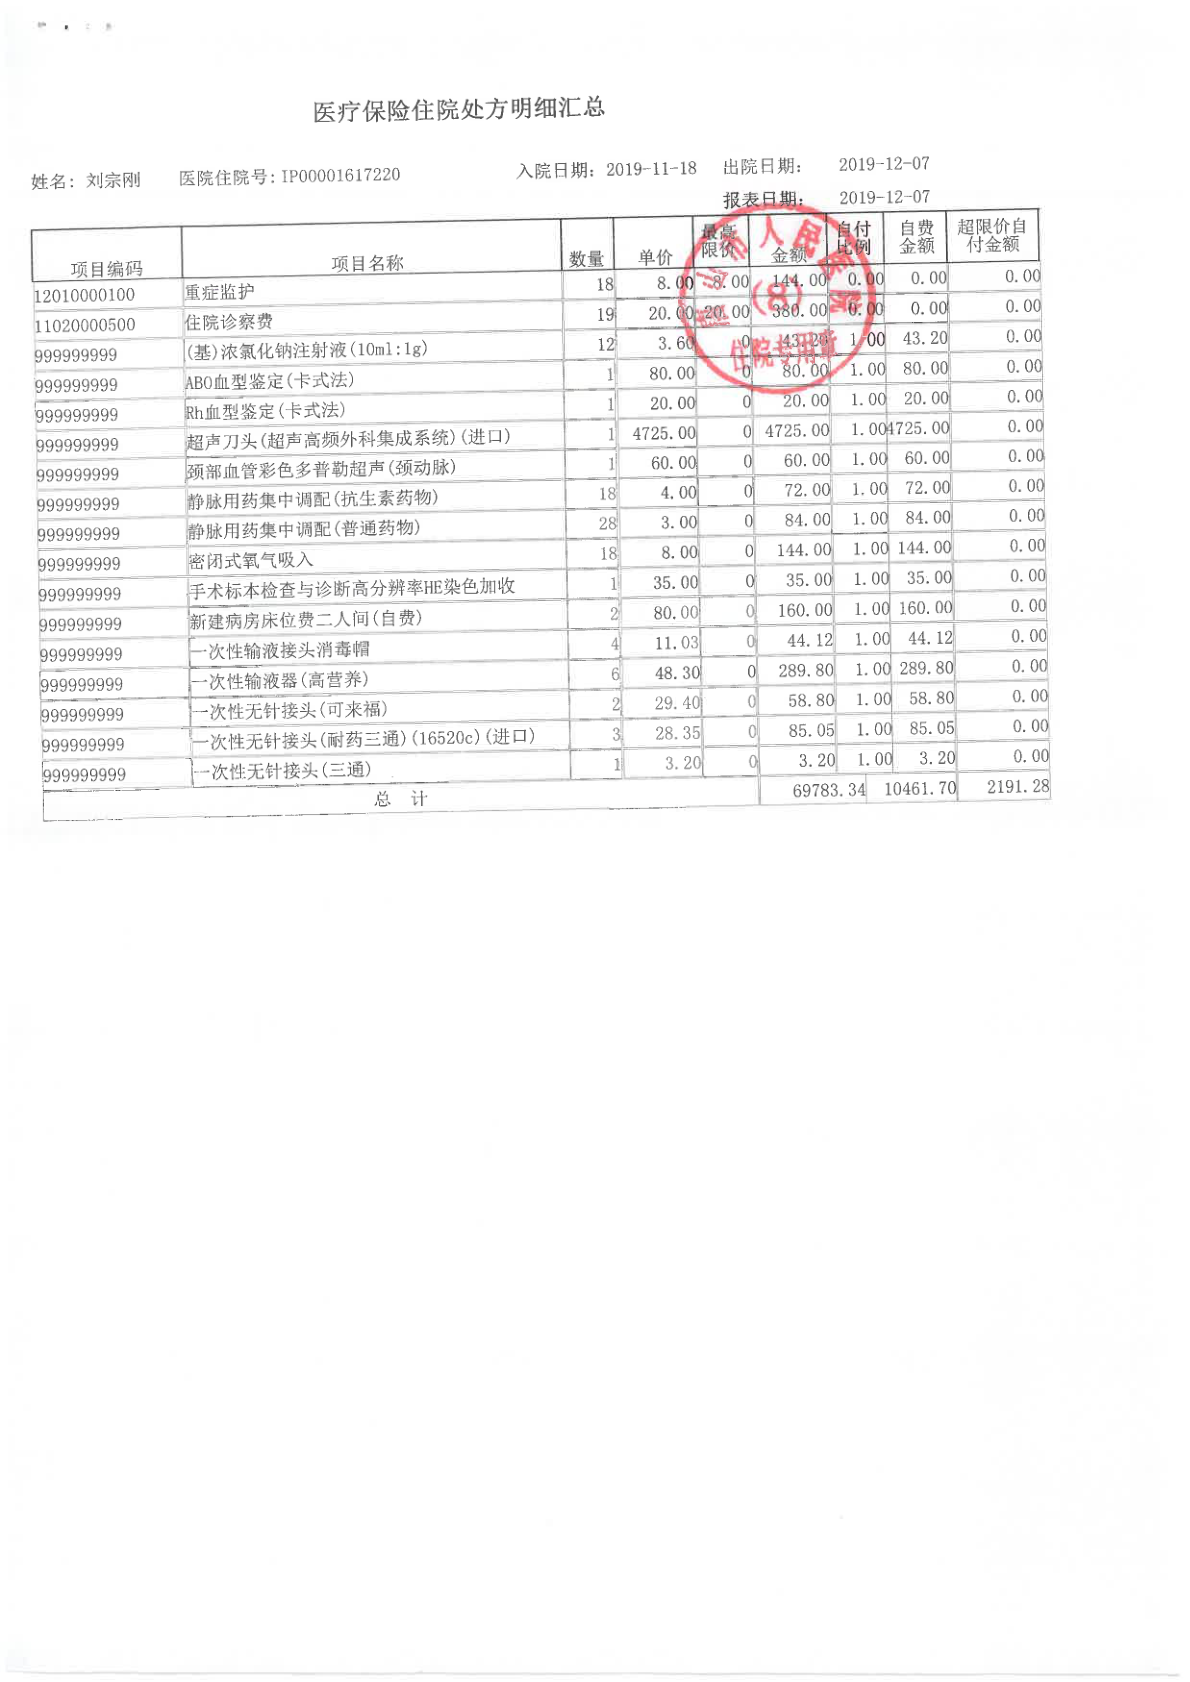 医疗保险住院处方明细汇总
姓名: 刘宗刚 医院住院号: IP00001617220 入院日期: 2019-11-18 出院日期: 2019-12-07
报表日期: 2019-12-07
项目编码 项目名称 数量 单价 最高限价 金额 自付比例 自费金额 超限价自付金额
12010000100 重症监护 18 8.00 8.00 144.00 0.00 0.00 0.00
11020000500 住院诊察费 19 20.00 20.00 380.00 0.00 0.00 0.00
999999999 (基)浓氯化钠注射液(10ml:1g) 12 3.60 0 43.20 1.00 43.20 0.00
999999999 ABO血型鉴定(卡式法) 1 80.00 0 80.00 1.00 80.00 0.00
999999999 Rh血型鉴定(卡式法) 1 20.00 0 20.00 1.00 20.00 0.00
999999999 超声刀头(超声高频外科集成系统)(进口) 1 4725.00 0 4725.00 1.00 4725.00 0.00
999999999 颈部血管彩色多普勒超声(颈动脉) 1 60.00 0 60.00 1.00 60.00 0.00
999999999 静脉用药集中调配(抗生素药物) 18 4.00 0 72.00 1.00 72.00 0.00
999999999 静脉用药集中调配(普通药物) 28 3.00 0 84.00 1.00 84.00 0.00
999999999 密闭式氧气吸入 18 8.00 0 144.00 1.00 144.00 0.00
999999999 手术标本检查与诊断高分辨率HE染色加收 1 35.00 0 35.00 1.00 35.00 0.00
999999999 新建病房床位费二人间(自费) 2 80.00 0 160.00 1.00 160.00 0.00
999999999 一次性输液接头消毒帽 4 11.03 0 44.12 1.00 44.12 0.00
999999999 一次性输液器(高营养) 6 48.30 0 289.80 1.00 289.80 0.00
999999999 一次性无针接头(可来福) 2 29.40 0 58.80 1.00 58.80 0.00
999999999 一次性无针接头(耐药三通)(16520c)(进口) 3 28.35 0 85.05 1.00 85.05 0.00
999999999 一次性无针接头(三通) 1 3.20 0 3.20 1.00 3.20 0.00
总 计 69783.34 10461.70 2191.28
市人民医院
(8)
住院专用章